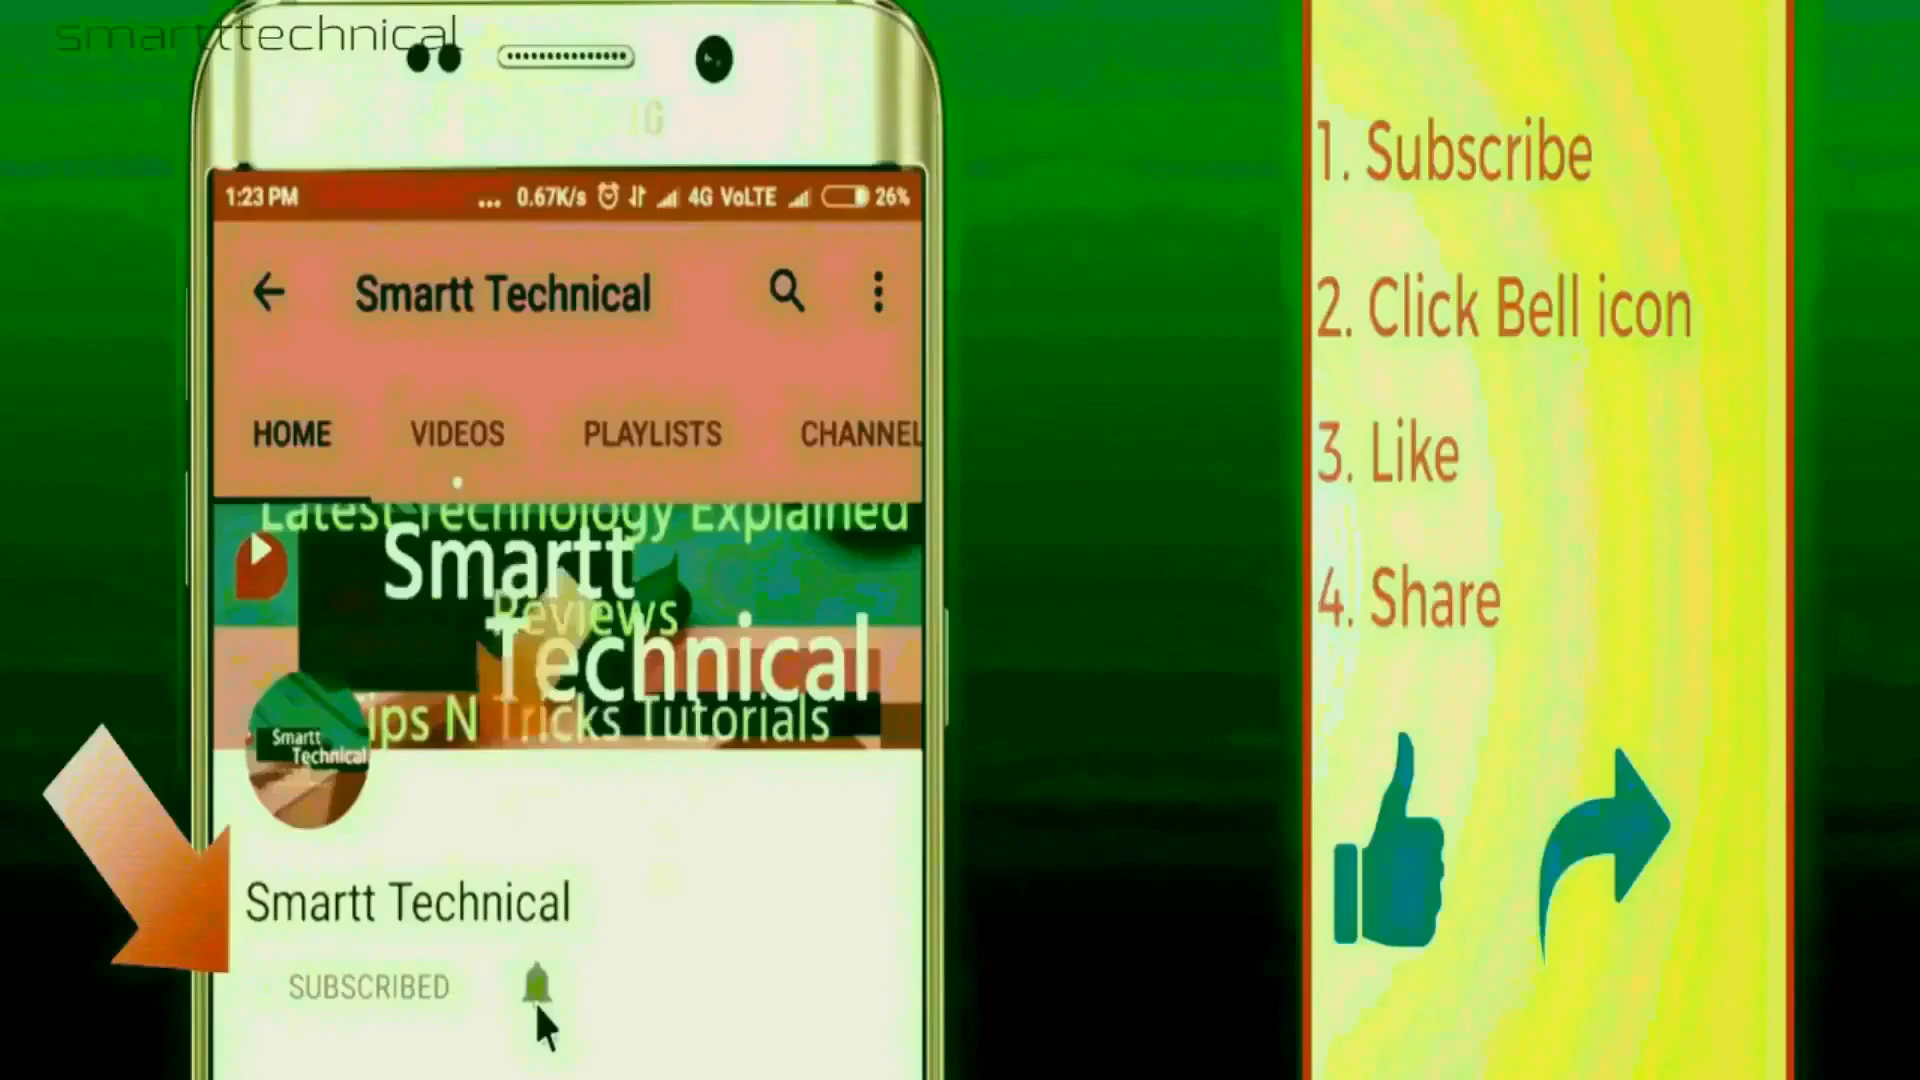 smarttechnical
1:23 PM ... 0.67K/s 4G VoLTE 26%
Smartt Technical
HOME VIDEOS PLAYLISTS CHANNEL
Latest Technology Explained
Smartt
Reviews
Technical
ips N Tricks Tutorials
Smartt
Technical
Smartt Technical
SUBSCRIBED
1. Subscribe
2. Click Bell icon
3. Like
4. Share